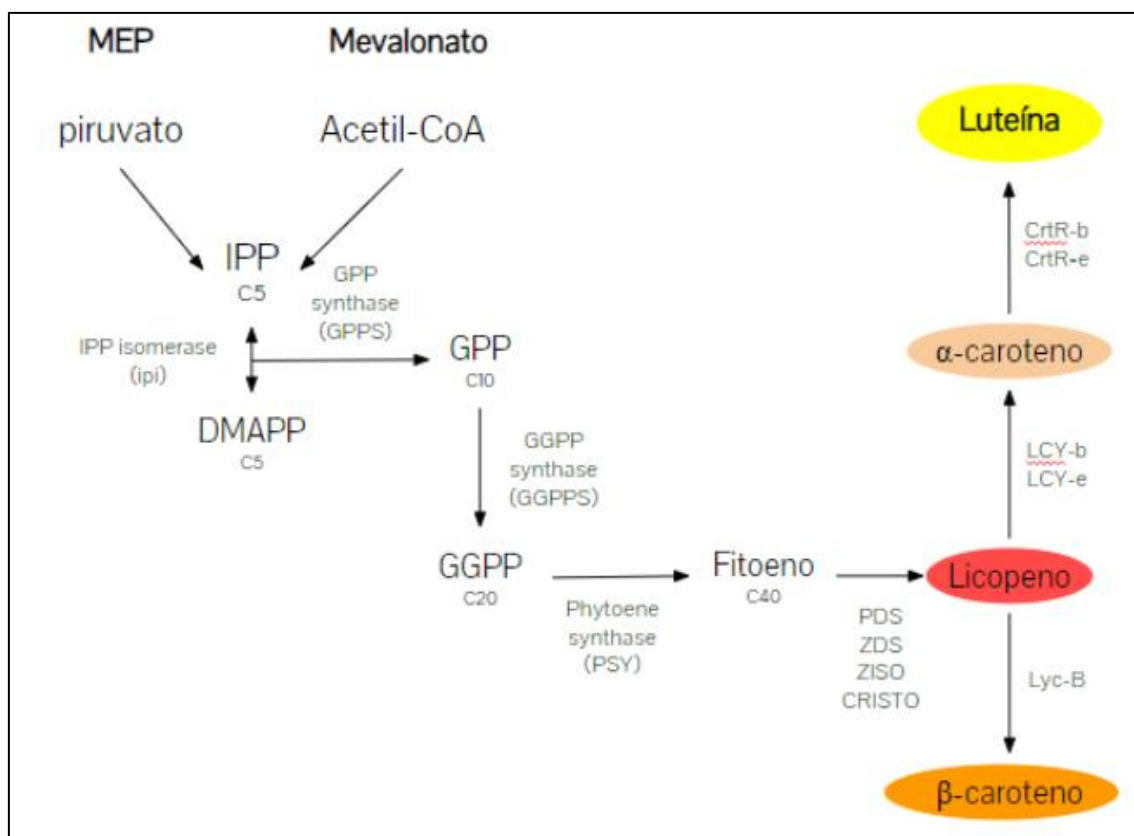 MEP
Mevalonato
piruvato
Acetil-CoA
IPP
C5
GPP
synthase
(GPPS)
IPP isomerase
(ipi)
GPP
C10
DMAPP
C5
GGPP
synthase
(GGPPS)
GGPP
C20
Phytoene
synthase
(PSY)
Fitoeno
C40
PDS
ZDS
ZISO
CRISTO
Licopeno
LCY-b
LCY-e
α-caroteno
CrtR-b
CrtR-e
Luteína
Lyc-B
β-caroteno